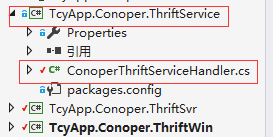 C# TcyApp.Conoper.ThriftService
Properties
引用
C# ConoperThriftServiceHandler.cs
packages.config
C# TcyApp.Conoper.ThriftSvr
C# TcyApp.Conoper.ThriftWin